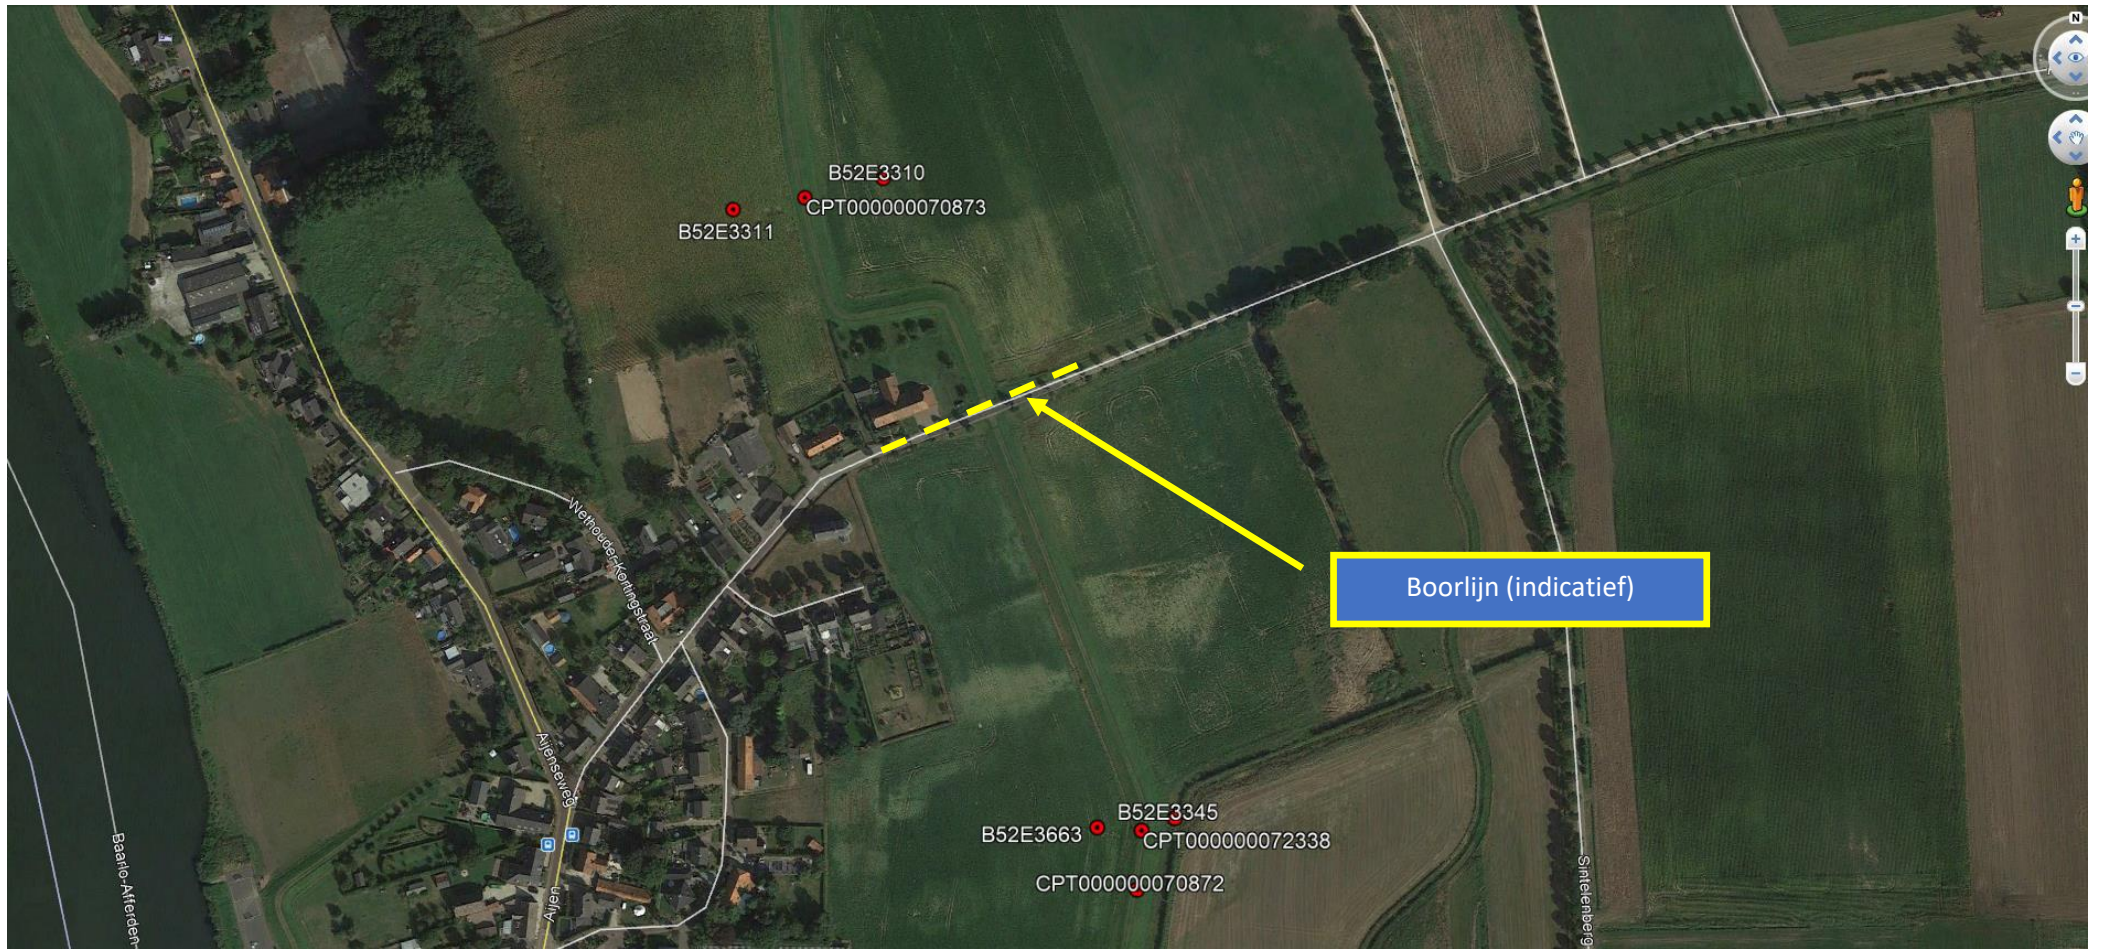 N
B52E3310
CPT000000070873
B52E3311
Boorlijn (indicatief)
Wethouder-Kortingstraat
Aijenseweg
B52E3345
B52E3663
CPT000000072338
CPT000000070872
Aijen
Baarlo-Afferden
Sintelenberg